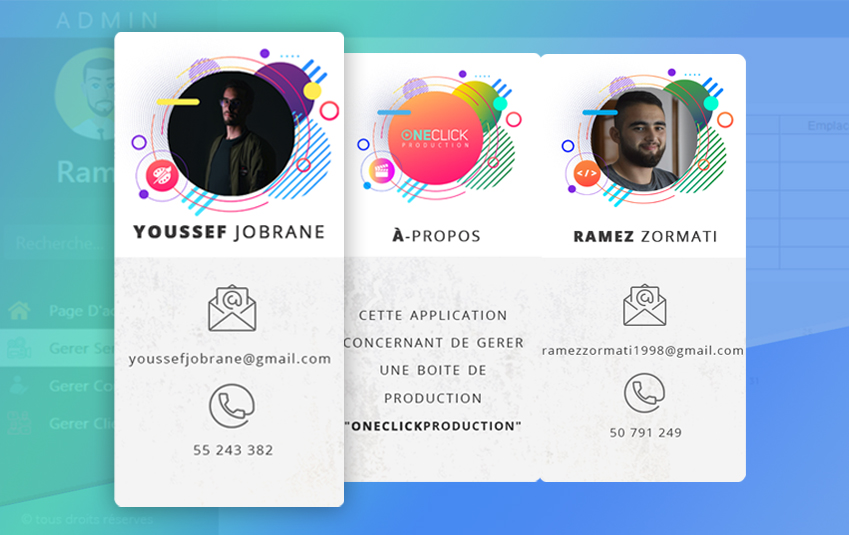 ADMIN
Ram
Recherche...
Page D'ac
Gerer Ser
Gerer Co
Gerer Clie
© tous droits réservés
YOUSSEF JOBRANE
youssefjobrane@gmail.com
55 243 382
ONECLICK
PRODUCTION
À-PROPOS
CETTE APPLICATION
CONCERNANT DE GERER
UNE BOITE DE
PRODUCTION
"ONECLICKPRODUCTION"
</>
RAMEZ ZORMATI
ramezzormati1998@gmail.com
50 791 249
Emplac